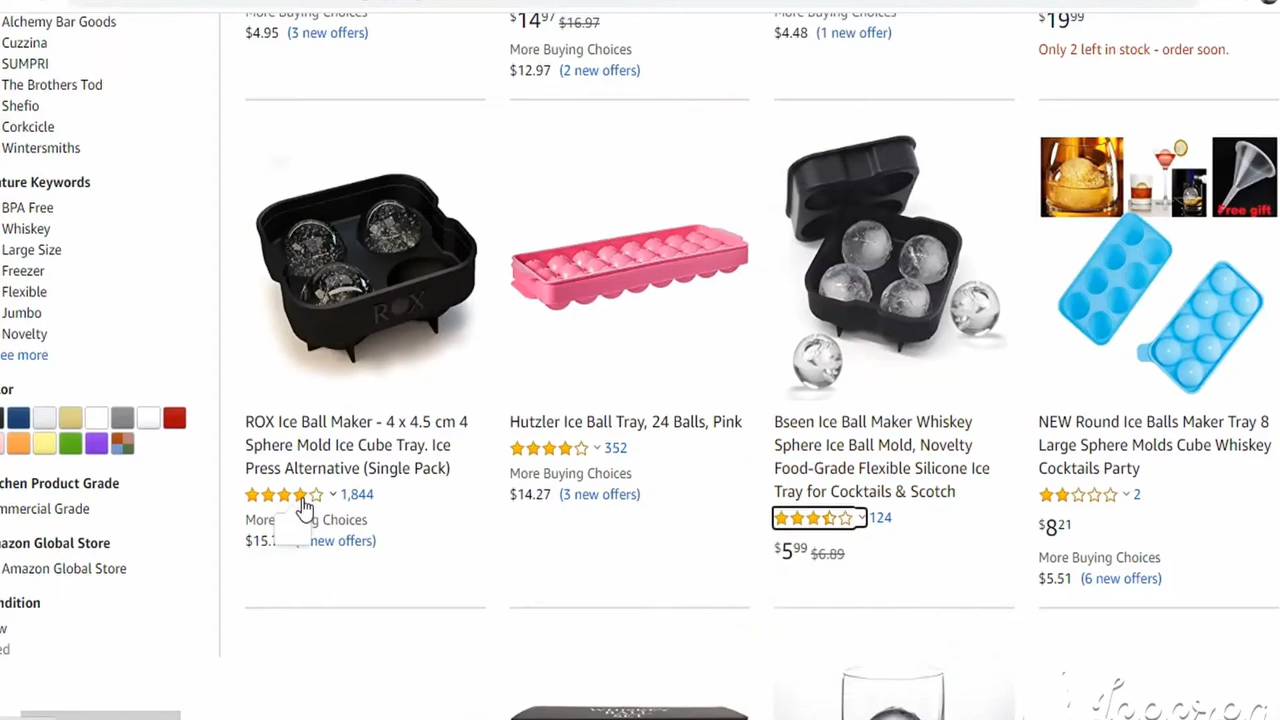 Alchemy Bar Goods
Cuzzina
SUMPRI
The Brothers Tod
Shefio
Corkcicle
Wintersmiths
ture Keywords
BPA Free
Whiskey
Large Size
Freezer
Flexible
Jumbo
Novelty
ee more
or
chen Product Grade
mmercial Grade
azon Global Store
Amazon Global Store
ndition
w
ed
More Buying Choices
$4.95 (3 new offers)
$14.97 $16.97
More Buying Choices
$12.97 (2 new offers)
More Buying Choices
$4.48 (1 new offer)
$19.99
Only 2 left in stock - order soon.
ROX
ROX Ice Ball Maker - 4 x 4.5 cm 4
Sphere Mold Ice Cube Tray. Ice
Press Alternative (Single Pack)
1,844
More
g Choices
$15.
new offers)
Hutzler Ice Ball Tray, 24 Balls, Pink
352
More Buying Choices
$14.27 (3 new offers)
Bseen Ice Ball Maker Whiskey
Sphere Ice Ball Mold, Novelty
Food-Grade Flexible Silicone Ice
Tray for Cocktails & Scotch
124
$5.99 $6.89
Free gift
NEW Round Ice Balls Maker Tray 8
Large Sphere Molds Cube Whiskey
Cocktails Party
2
$8.21
More Buying Choices
$5.51 (6 new offers)